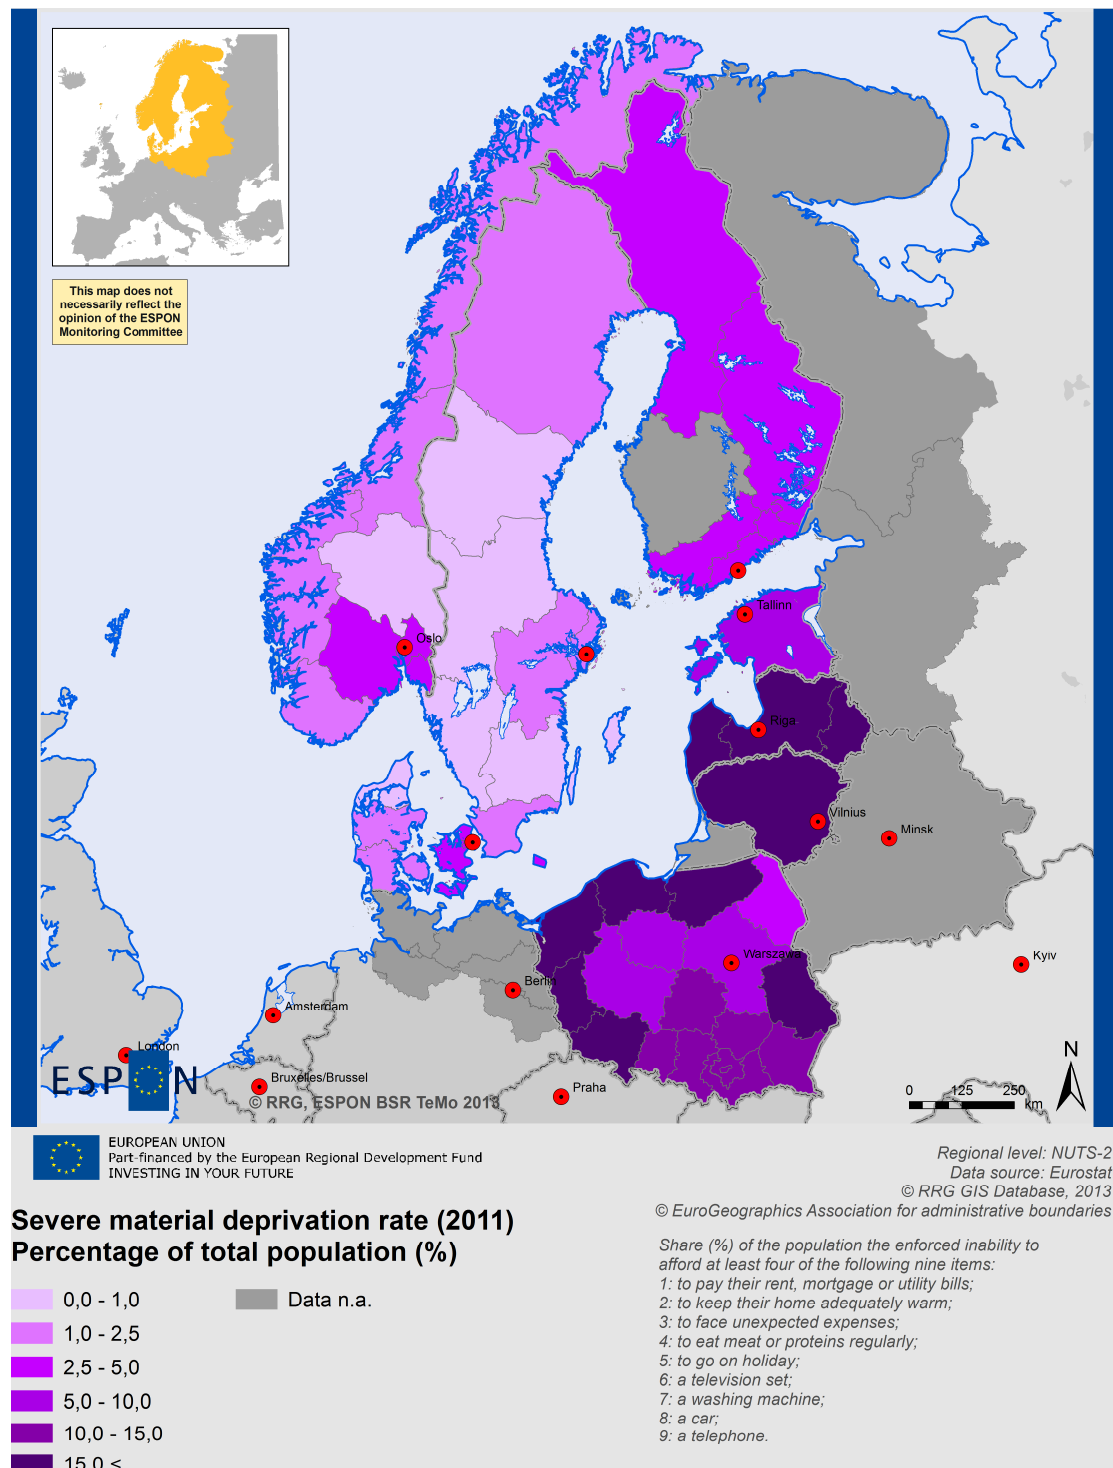 This map does not
necessarily reflect the
opinion of the ESPON
Monitoring Committee
Oslo
Tallinn
Riga
Vilnius
Minsk
Warszawa
Kyiv
Berlin
Amsterdam
London
Bruxelles/Brussel
Praha
ESPON
© RRG, ESPON BSR TeMo 2013
N
0 125 250
km
EUROPEAN UNION
Part-financed by the European Regional Development Fund
INVESTING IN YOUR FUTURE
Regional level: NUTS-2
Data source: Eurostat
© RRG GIS Database, 2013
© EuroGeographics Association for administrative boundaries
Severe material deprivation rate (2011)
Percentage of total population (%)
0,0 - 1,0
1,0 - 2,5
2,5 - 5,0
5,0 - 10,0
10,0 - 15,0
15,0 ≤
Data n.a.
Share (%) of the population the enforced inability to
afford at least four of the following nine items:
1: to pay their rent, mortgage or utility bills;
2: to keep their home adequately warm;
3: to face unexpected expenses;
4: to eat meat or proteins regularly;
5: to go on holiday;
6: a television set;
7: a washing machine;
8: a car;
9: a telephone.